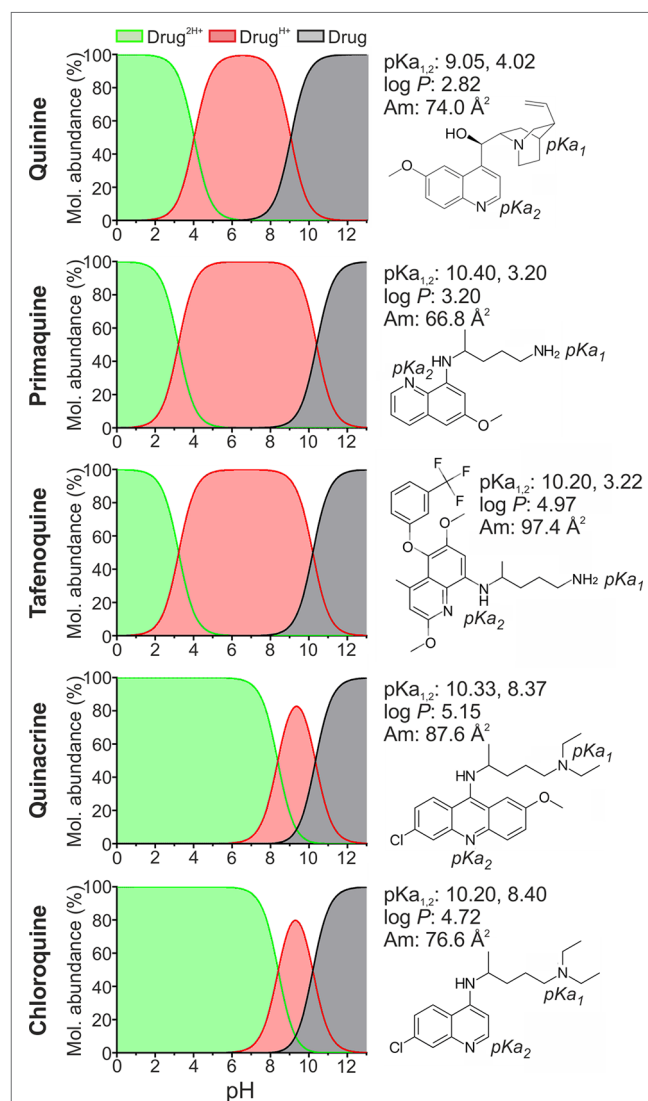 Drug2H+ DrugH+ Drug
Quinine
Mol. abundance (%)
100
80
60
40
20
0
0 2 4 6 8 10 12
pKa1,2: 9.05, 4.02
log P: 2.82
Am: 74.0 Å2
HO
N
pKa1
O
N
pKa2
Primaquine
Mol. abundance (%)
100
80
60
40
20
0
0 2 4 6 8 10 12
pKa1,2: 10.40, 3.20
log P: 3.20
Am: 66.8 Å2
pKa2 HN NH2 pKa1
N
O
Tafenoquine
Mol. abundance (%)
100
80
60
40
20
0
0 2 4 6 8 10 12
F
F
F
pKa1,2: 10.20, 3.22
log P: 4.97
Am: 97.4 Å2
O
O
NH2 pKa1
N
N
H
pKa2
O
Quinacrine
Mol. abundance (%)
100
80
60
40
20
0
0 2 4 6 8 10 12
pKa1,2: 10.33, 8.37
log P: 5.15
Am: 87.6 Å2
pKa1
HN N
O
Cl N
pKa2
Chloroquine
Mol. abundance (%)
100
80
60
40
20
0
0 2 4 6 8 10 12
pH
pKa1,2: 10.20, 8.40
log P: 4.72
Am: 76.6 Å2
HN N
pKa1
Cl N
pKa2